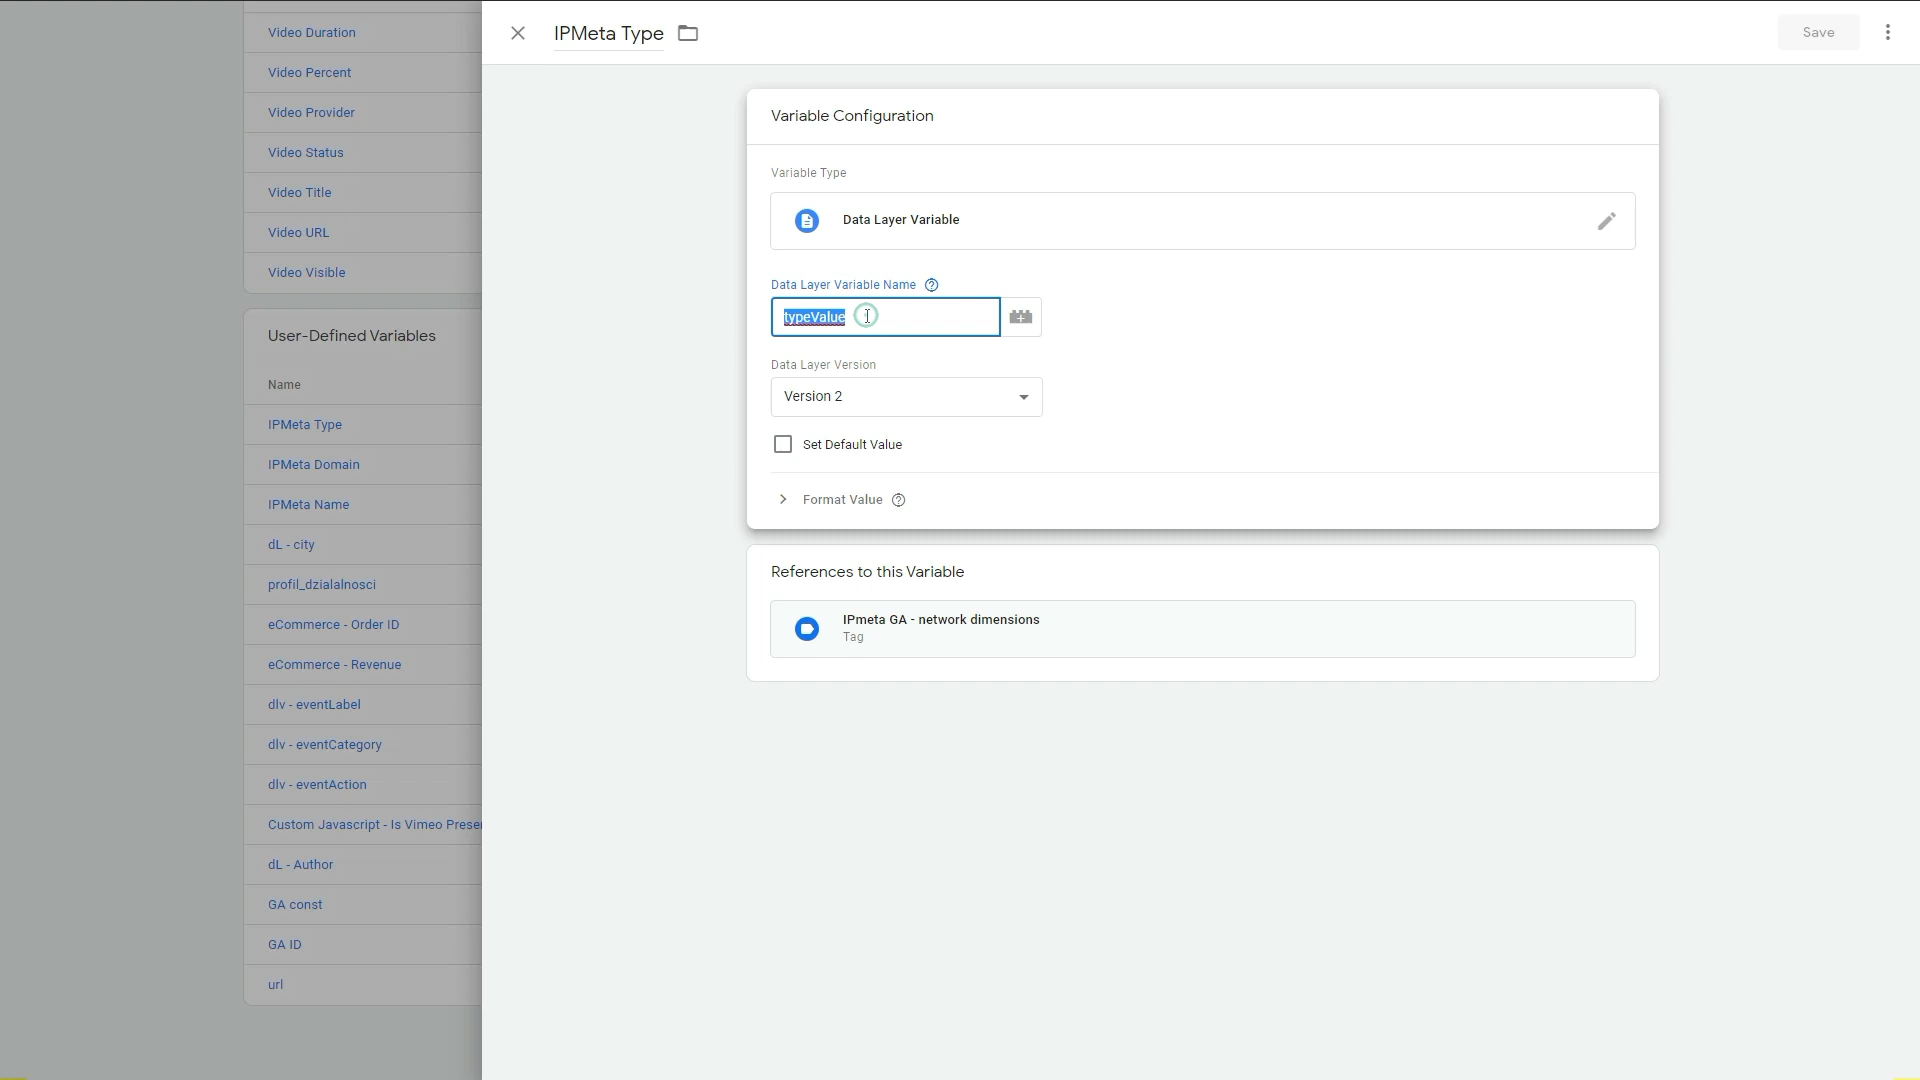 Video Duration
Video Percent
Video Provider
Video Status
Video Title
Video URL
Video Visible
User-Defined Variables
Name
IPMeta Type
IPMeta Domain
IPMeta Name
dL - city
profil_dzialalnosci
eCommerce - Order ID
eCommerce - Revenue
dlv - eventLabel
dlv - eventCategory
dlv - eventAction
Custom Javascript - Is Vimeo Prese
dL - Author
GA const
GA ID
url
IPMeta Type
Save
Variable Configuration
Variable Type
Data Layer Variable
Data Layer Variable Name
typeValue
Data Layer Version
Version 2
Set Default Value
Format Value
References to this Variable
IPmeta GA - network dimensions
Tag